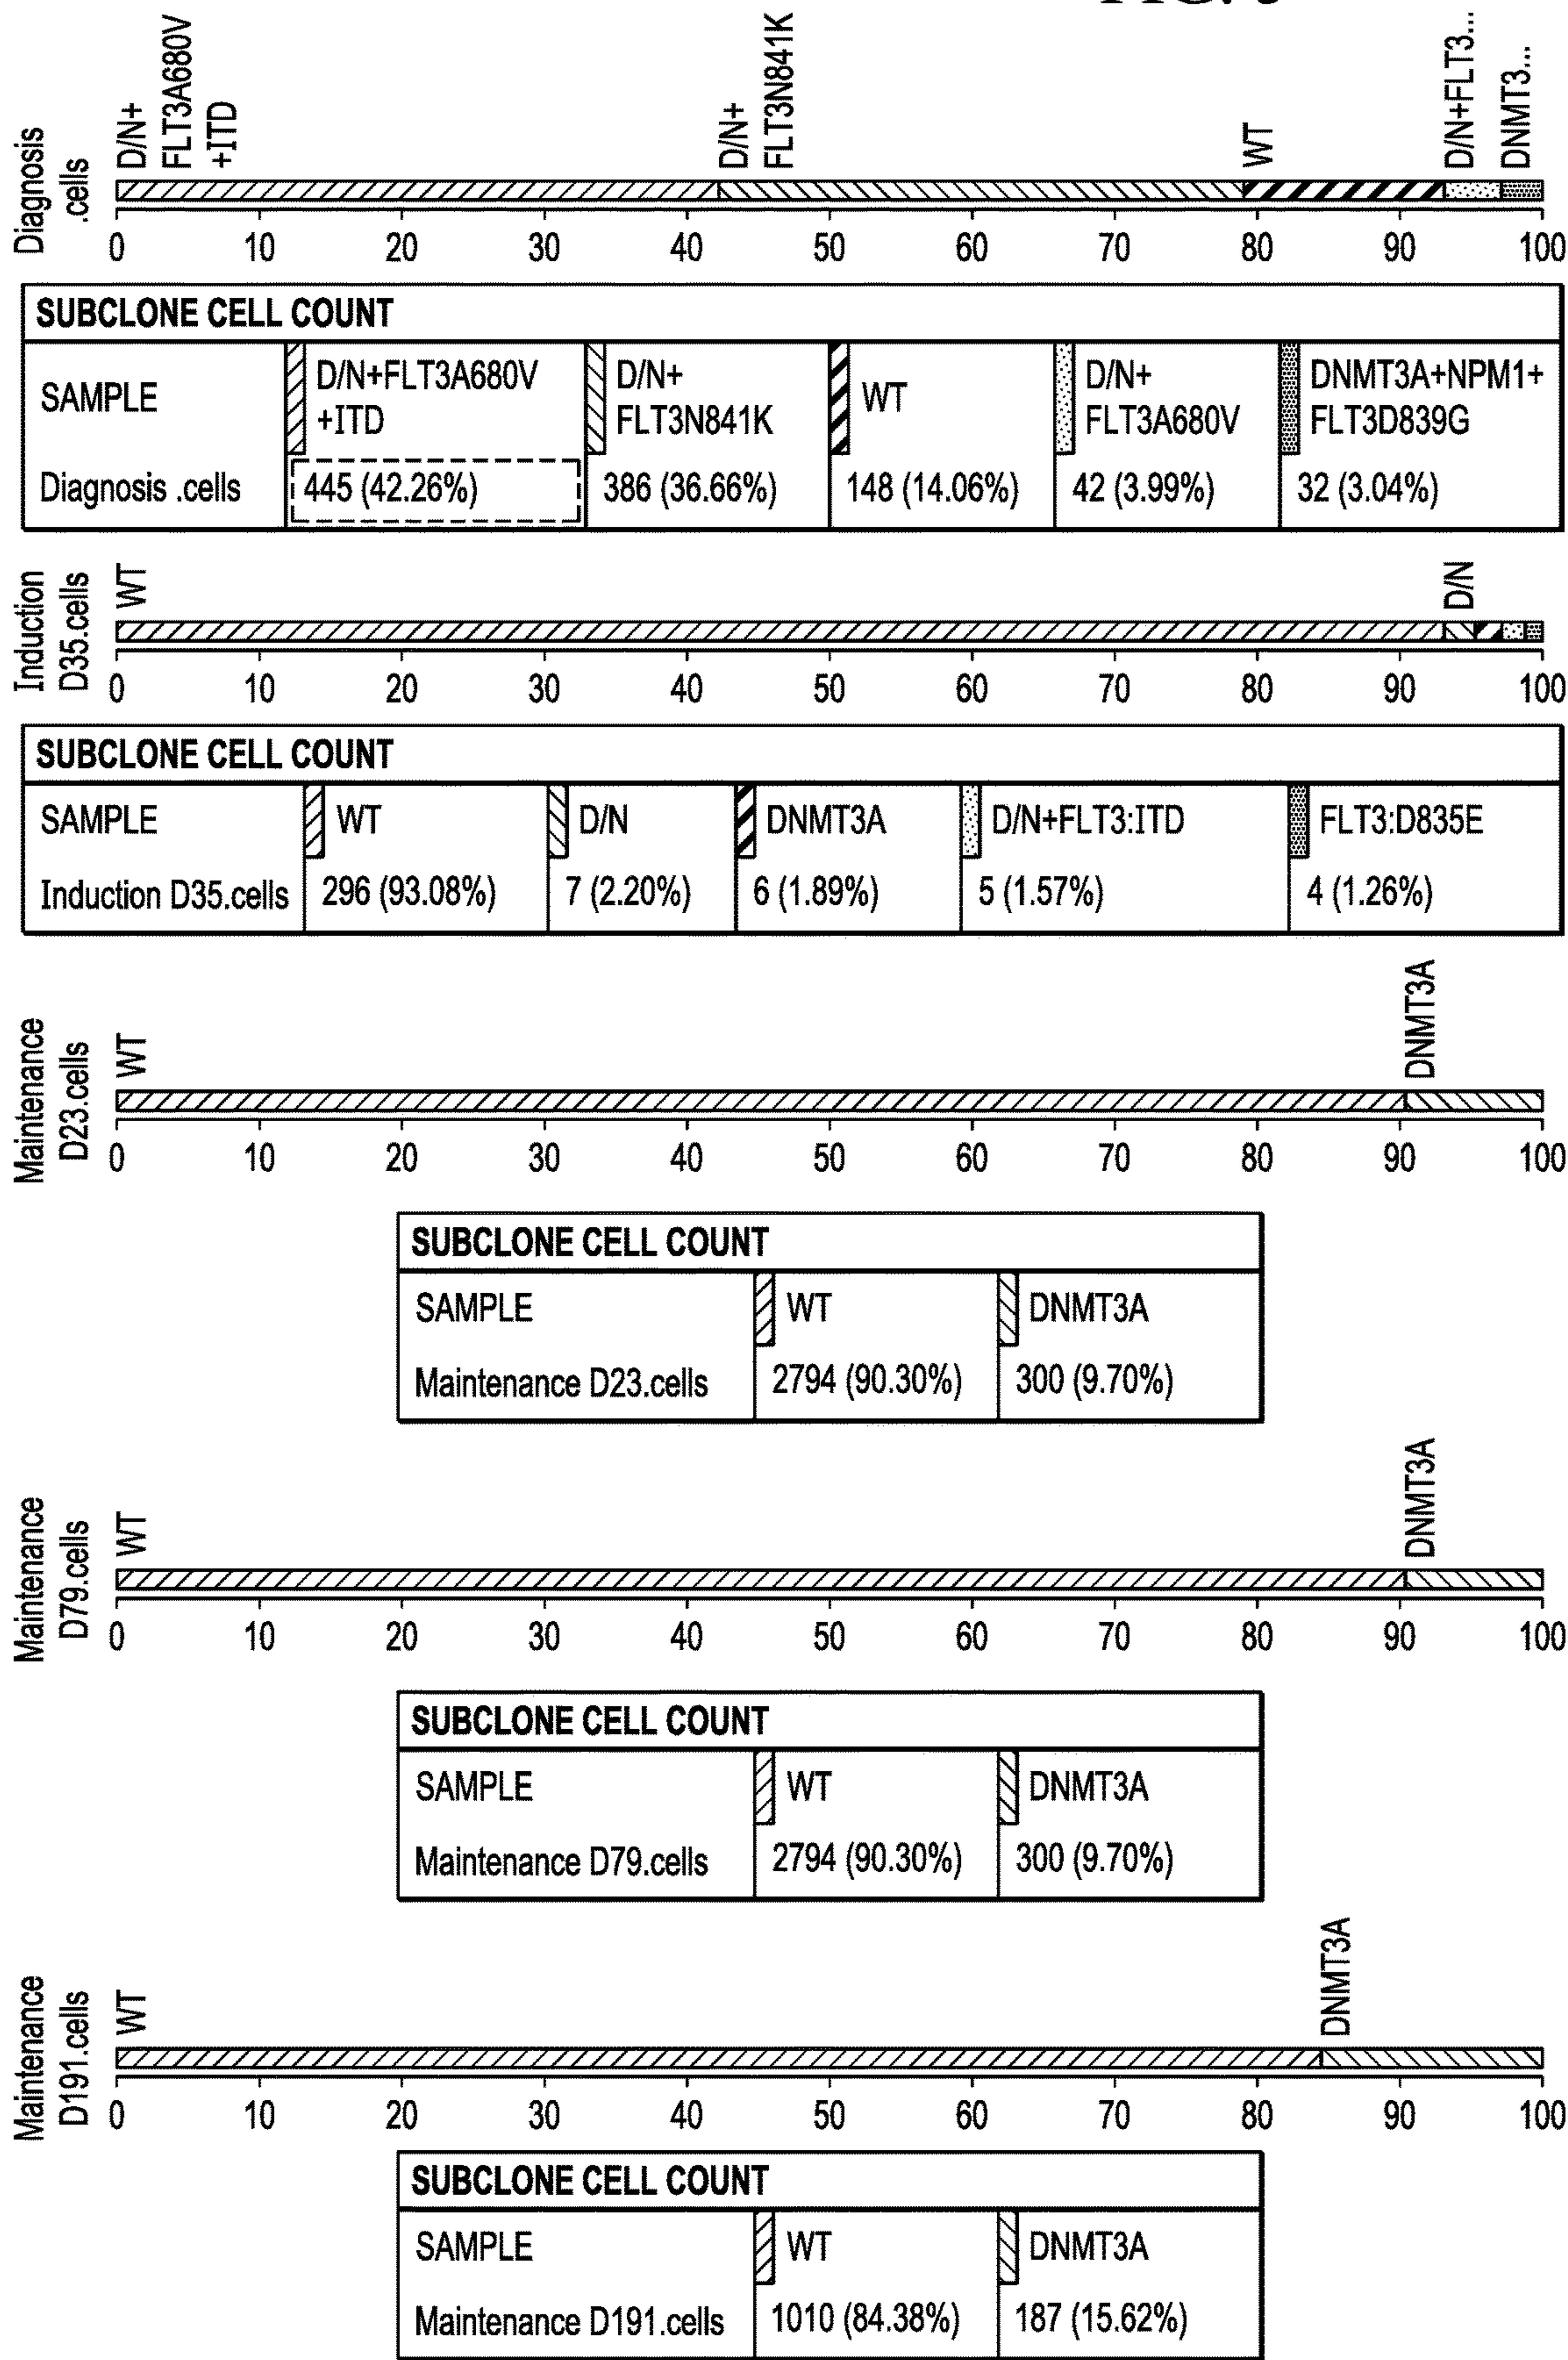 Diagnosis
.cells
D/N+
FLT3A680V
+ITD
D/N+
FLT3N841K
WT
D/N+FLT3...
DNMT3...
0 10 20 30 40 50 60 70 80 90 100
SUBCLONE CELL COUNT
SAMPLE
D/N+FLT3A680V
+ITD
D/N+
FLT3N841K
WT
D/N+
FLT3A680V
DNMT3A+NPM1+
FLT3D839G
Diagnosis .cells 445 (42.26%) 386 (36.66%) 148 (14.06%) 42 (3.99%) 32 (3.04%)
Induction
D35.cells
WT
D/N
0 10 20 30 40 50 60 70 80 90 100
SUBCLONE CELL COUNT
SAMPLE WT D/N DNMT3A D/N+FLT3:ITD FLT3:D835E
Induction D35.cells 296 (93.08%) 7 (2.20%) 6 (1.89%) 5 (1.57%) 4 (1.26%)
Maintenance
D23.cells
WT
DNMT3A
0 10 20 30 40 50 60 70 80 90 100
SUBCLONE CELL COUNT
SAMPLE WT DNMT3A
Maintenance D23.cells 2794 (90.30%) 300 (9.70%)
Maintenance
D79.cells
WT
DNMT3A
0 10 20 30 40 50 60 70 80 90 100
SUBCLONE CELL COUNT
SAMPLE WT DNMT3A
Maintenance D79.cells 2794 (90.30%) 300 (9.70%)
Maintenance
D191.cells
WT
DNMT3A
0 10 20 30 40 50 60 70 80 90 100
SUBCLONE CELL COUNT
SAMPLE WT DNMT3A
Maintenance D191.cells 1010 (84.38%) 187 (15.62%)